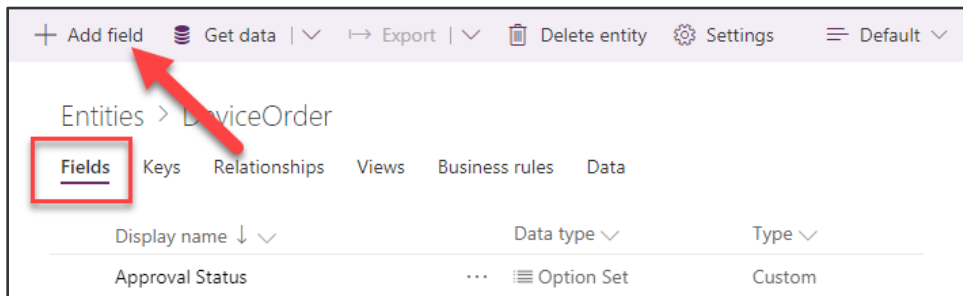 Add field Get data Export Delete entity Settings Default
Entities > DeviceOrder
Fields Keys Relationships Views Business rules Data
Display name Data type Type
Approval Status ... Option Set Custom